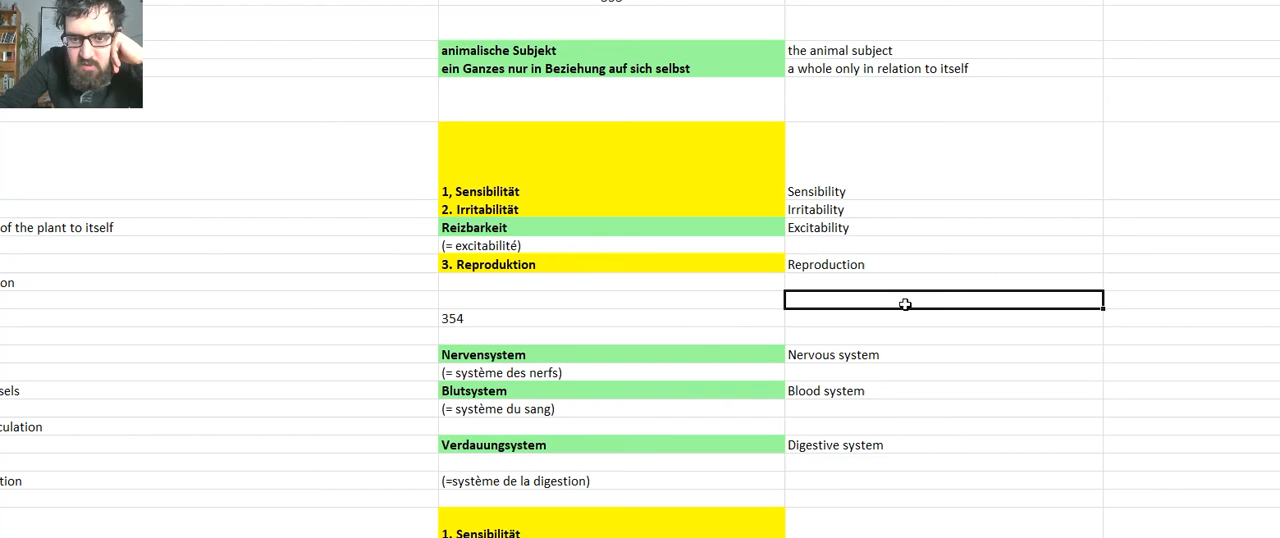 animalische Subjekt the animal subject
ein Ganzes nur in Beziehung auf sich selbst a whole only in relation to itself
1, Sensibilität Sensibility
2. Irritabilität Irritability
of the plant to itself Reizbarkeit Excitability
(= excitabilité)
3. Reproduktion Reproduction
on
354
Nervensystem Nervous system
(= système des nerfs)
sels Blutsystem Blood system
(= système du sang)
culation
Verdauungsystem Digestive system
tion (=système de la digestion)
1. Sensibilität